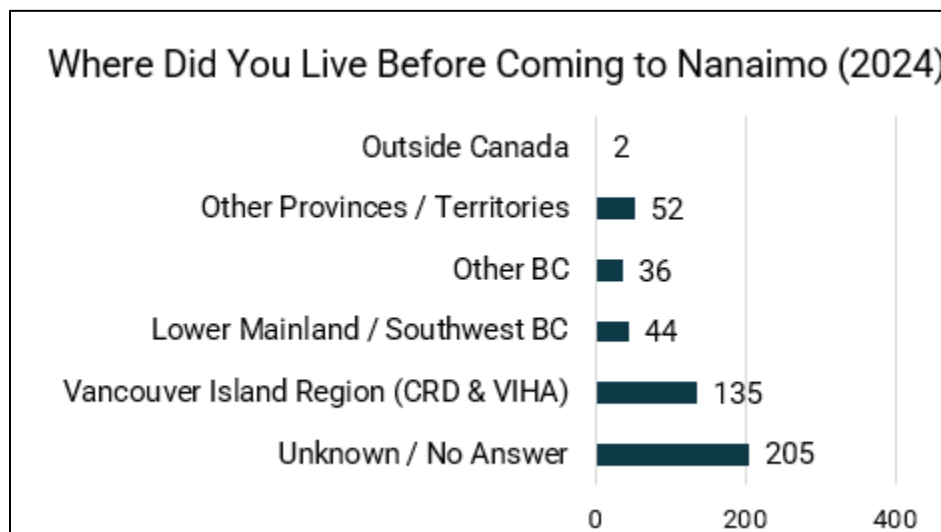 Where Did You Live Before Coming to Nanaimo (2024)
Outside Canada 2
Other Provinces / Territories 52
Other BC 36
Lower Mainland / Southwest BC 44
Vancouver Island Region (CRD & VIHA) 135
Unknown / No Answer 205
0 200 400